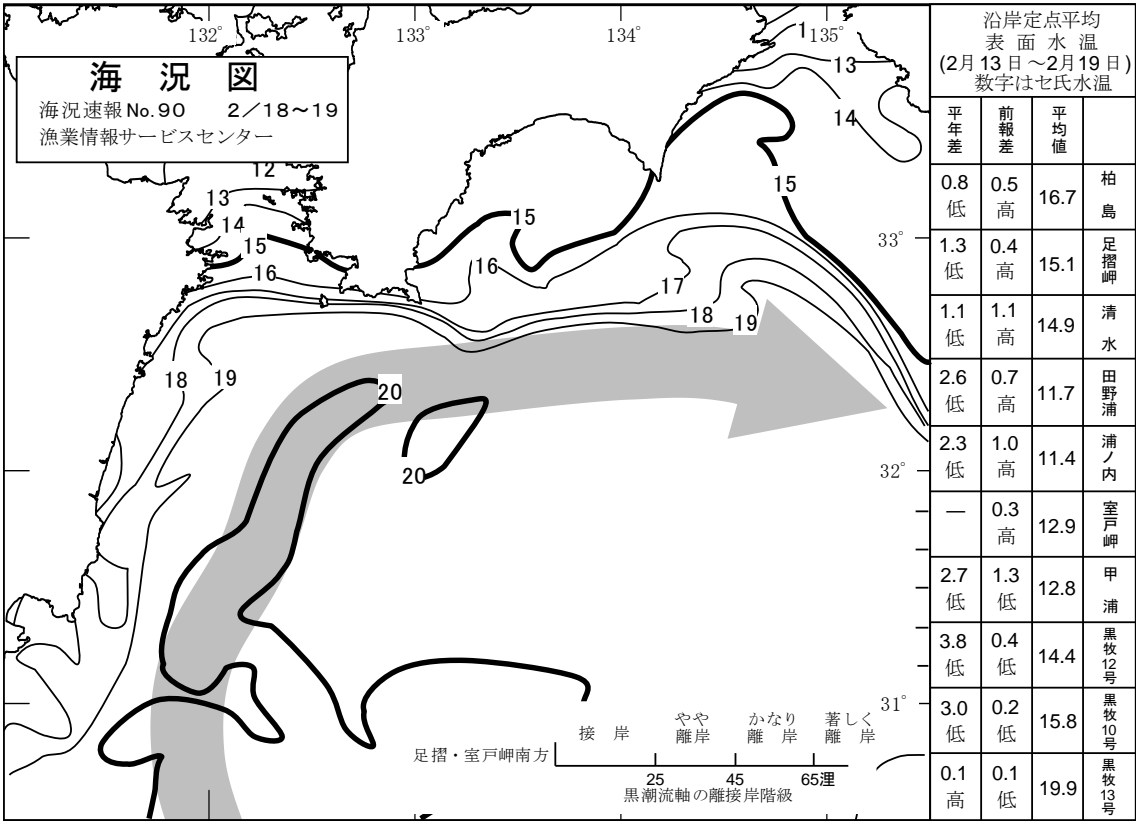 132°
133°
134°
135°
海況図
海況速報No.90 2／18～19
漁業情報サービスセンター
12
13
14
15
16
18
19
15
16
17
18
19
20
20
1
13
14
15
33°
32°
31°
接岸
やや
離岸
かなり
離岸
著しく
離岸
足摺・室戸岬南方
25 45 65浬
黒潮流軸の離接岸階級
沿岸定点平均
表面水温
(2月13日～2月19日)
数字はセ氏水温
平年差 前報差 平均値
0.8低 0.5高 16.7 柏島
1.3低 0.4高 15.1 足摺岬
1.1低 1.1高 14.9 清水
2.6低 0.7高 11.7 田野浦
2.3低 1.0高 11.4 浦ノ内
― 0.3高 12.9 室戸岬
2.7低 1.3低 12.8 甲浦
3.8低 0.4低 14.4 黒牧12号
3.0低 0.2低 15.8 黒牧10号
0.1高 0.1低 19.9 黒牧13号